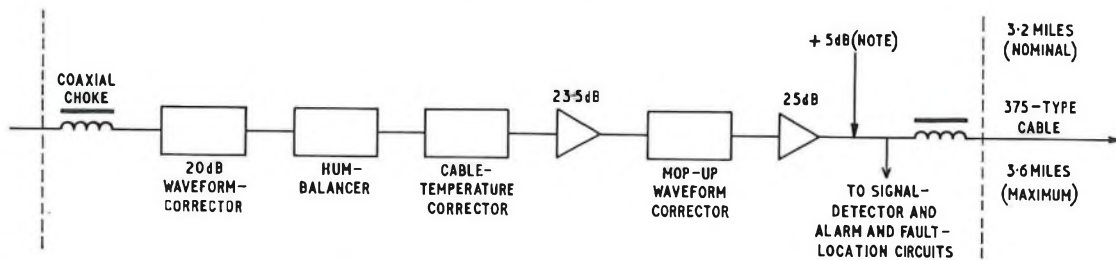 COAXIAL
CHOKE
20dB
WAVEFORM-
CORRECTOR
HUM-
BALANCER
CABLE-
TEMPERATURE
CORRECTOR
23·5dB
MOP-UP
WAVEFORM
CORRECTOR
25dB
+ 5dB (NOTE)
TO SIGNAL-
DETECTOR AND
ALARM AND FAULT-
LOCATION CIRCUITS
3·2 MILES
(NOMINAL)
375-TYPE
CABLE
3·6 MILES
(MAXIMUM)